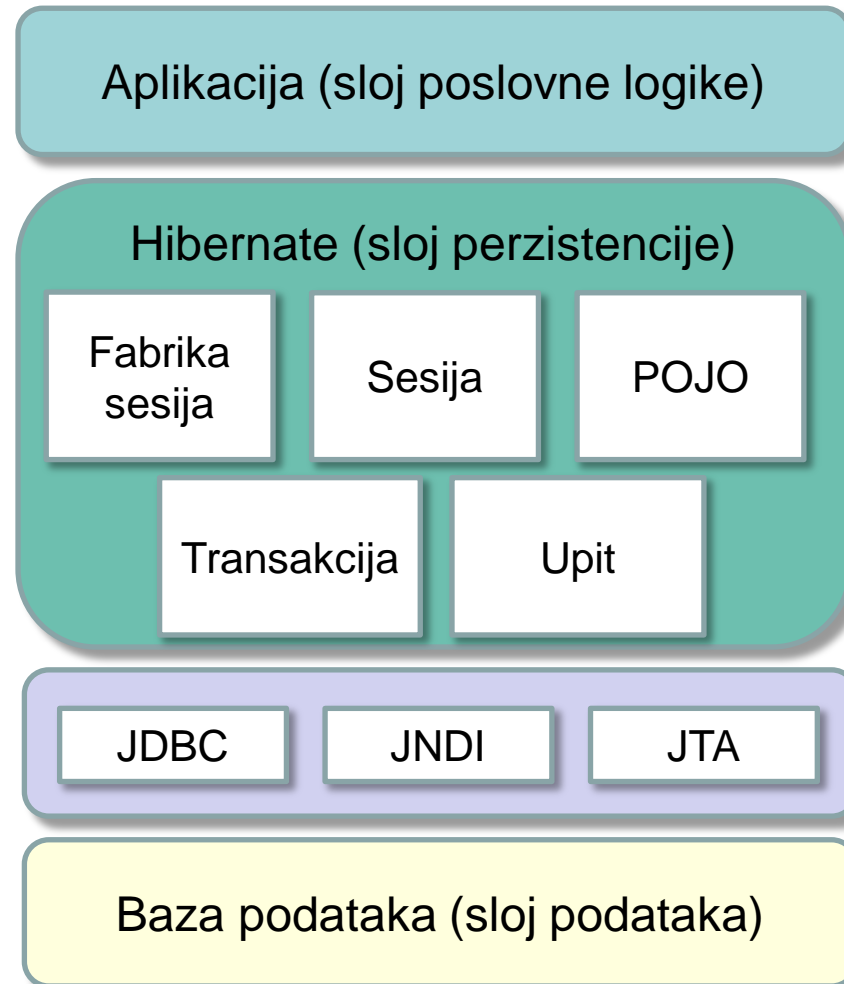 Aplikacija (sloj poslovne logike)
Hibernate (sloj perzistencije)
Fabrika
sesija
Sesija
POJO
Transakcija
Upit
JDBC
JNDI
JTA
Baza podataka (sloj podataka)